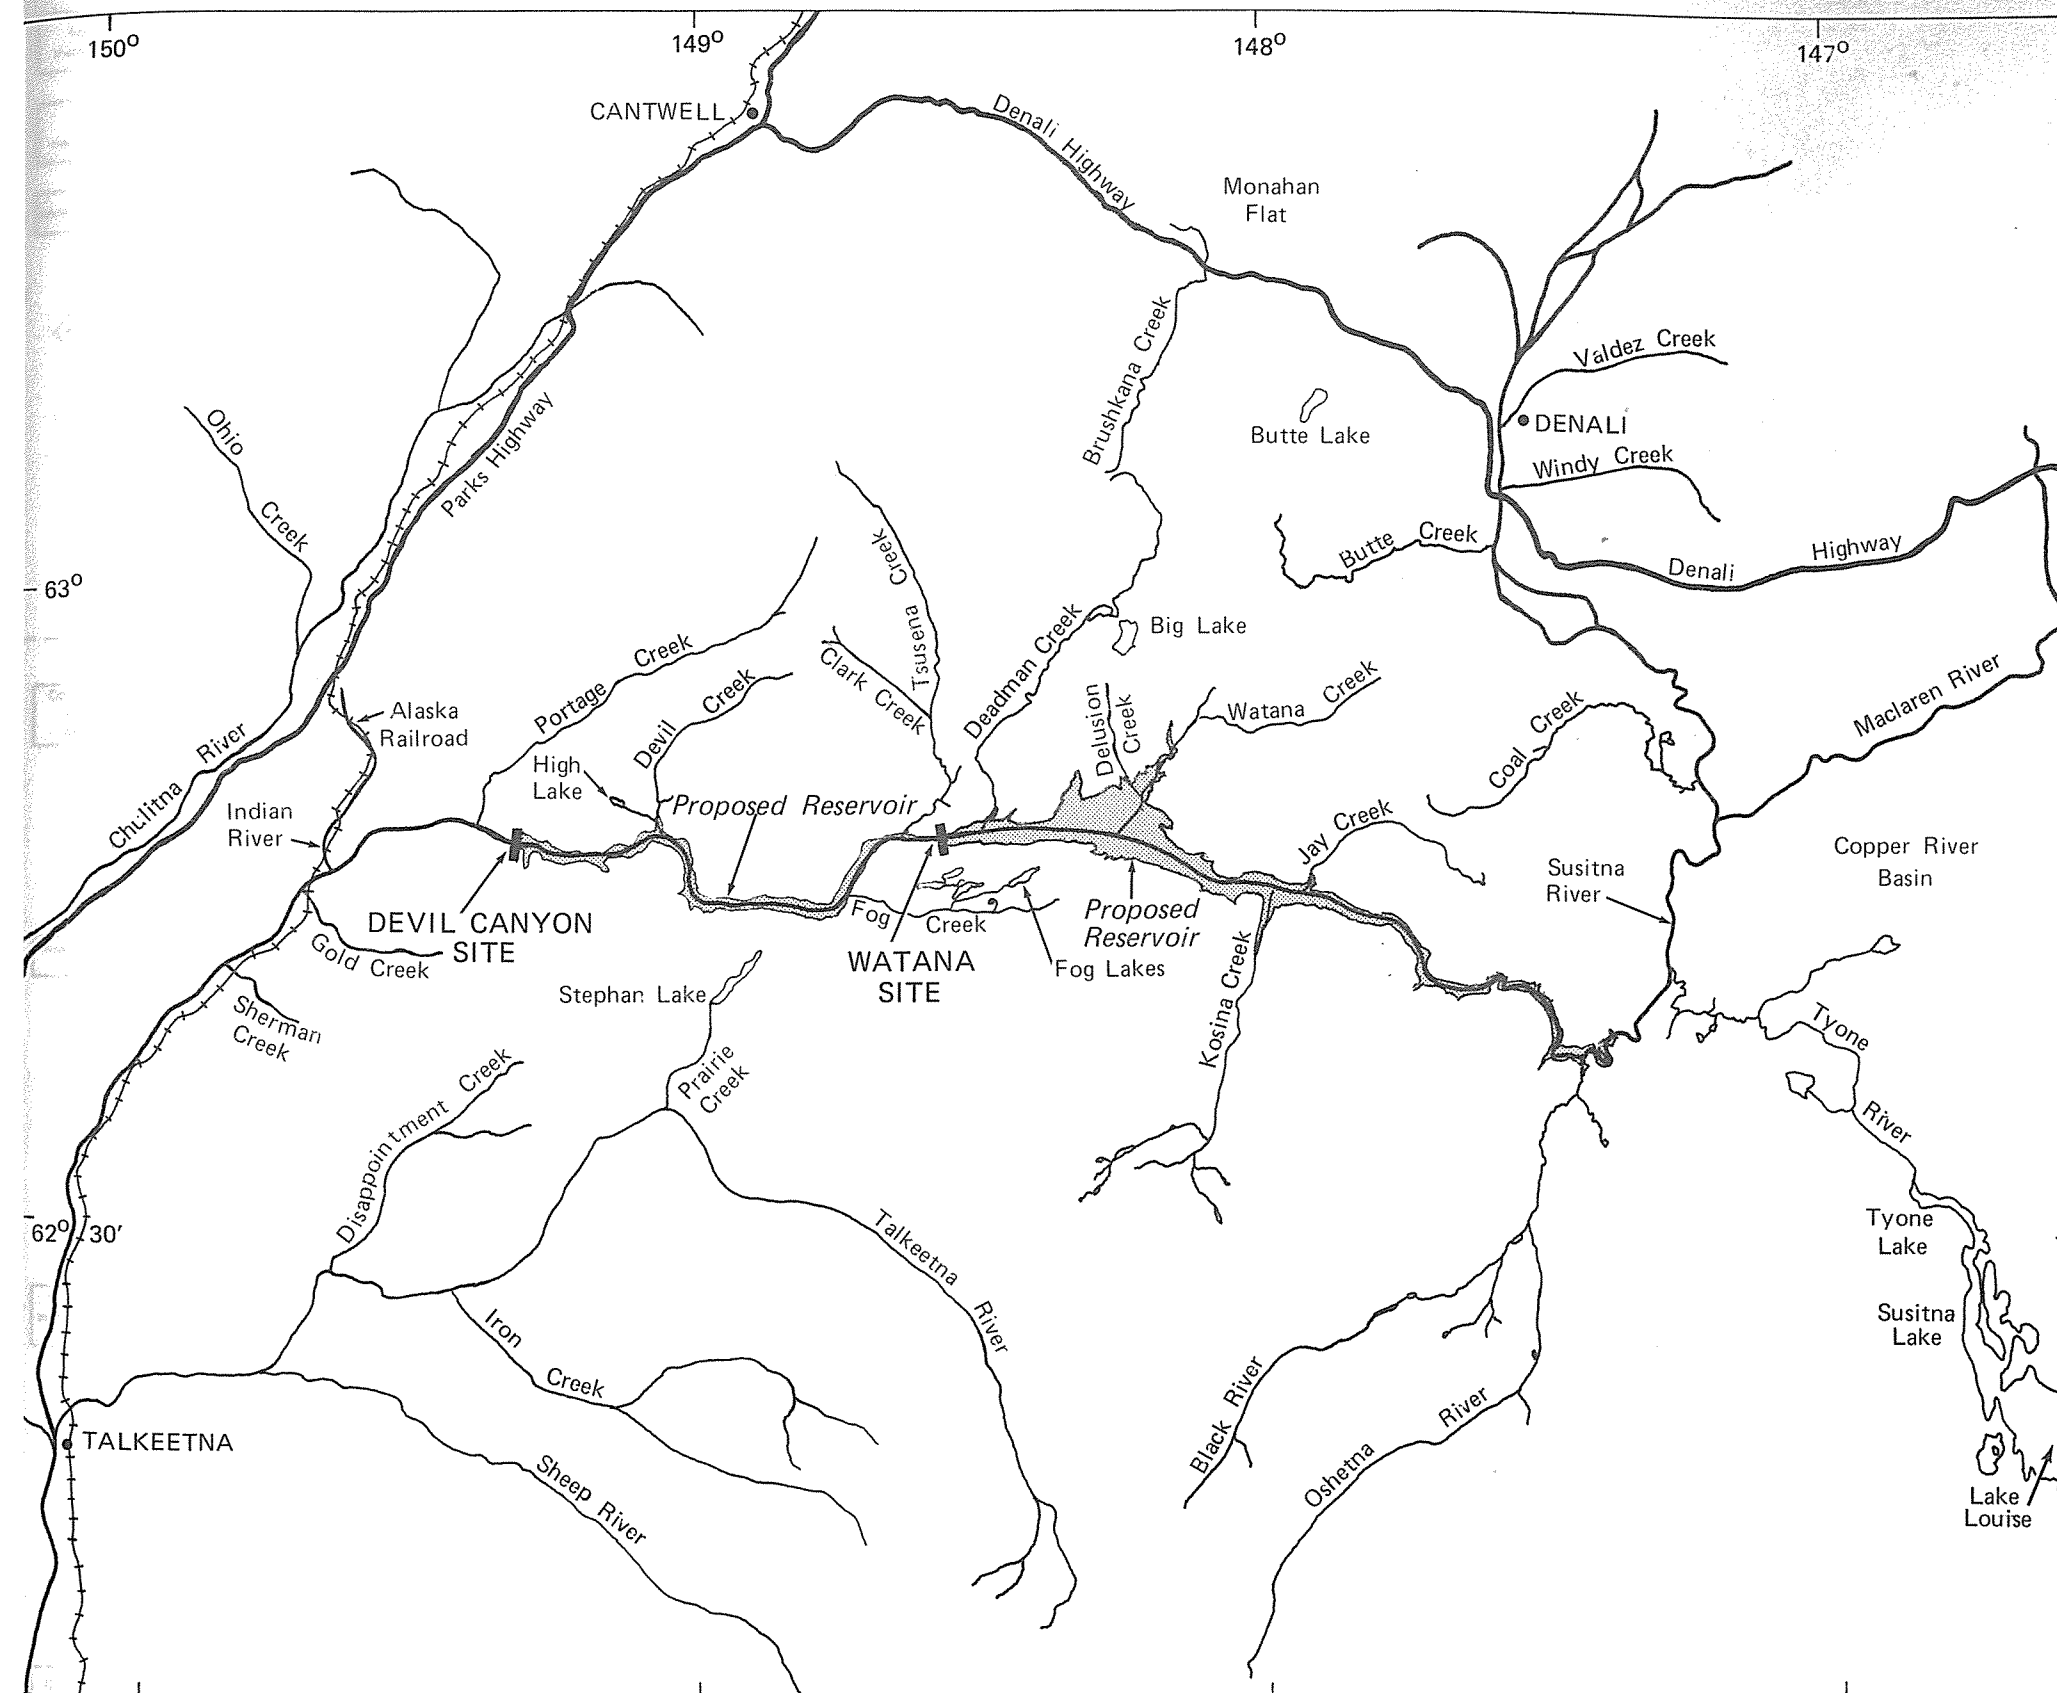 150°
149°
148°
147°
CANTWELL
Denali Highway
Monahan
Flat
Brushkana Creek
Valdez Creek
Butte Lake
DENALI
Windy Creek
Parks Highway
Ohio
Creek
Tsusena Creek
Butte Creek
Denali Highway
63°
Big Lake
Portage Creek
Clark Creek
Deadman Creek
Devil Creek
Delusion
Creek
Watana Creek
Coal Creek
Maclaren River
Alaska
Railroad
Chulitna River
High
Lake
Indian
River
Proposed Reservoir
Jay Creek
Copper River
Basin
Susitna
River
DEVIL CANYON
SITE
Fog Creek
Proposed
Reservoir
Gold Creek
WATANA
SITE
Fog Lakes
Stephan Lake
Kosina Creek
Sherman
Creek
Tyone
River
Prairie
Creek
Disappointment Creek
62° 30'
Talkeetna
River
Tyone
Lake
Susitna
Lake
Iron
Creek
Black River
Oshetna River
TALKEETNA
Sheep River
Lake
Louise